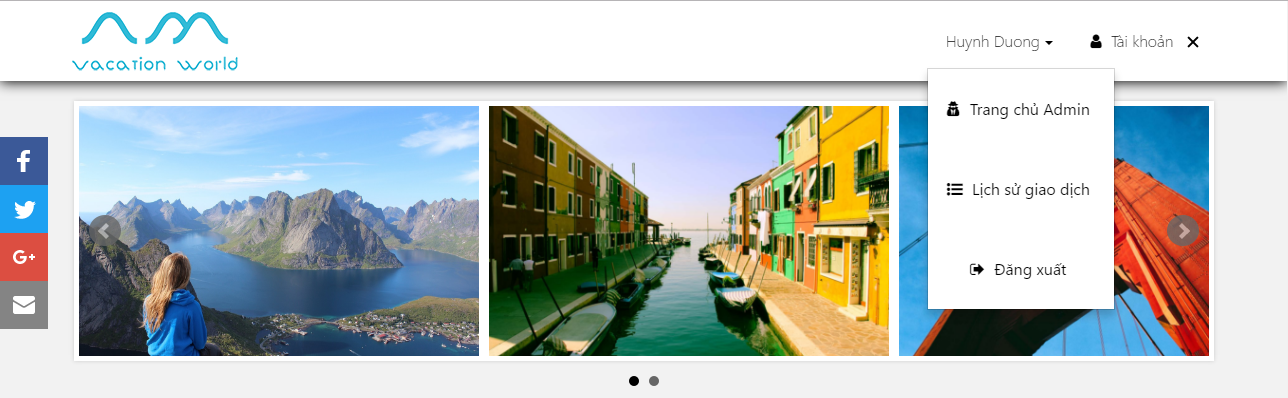 vacation world
Huynh Duong
Tài khoản
Trang chủ Admin
Lịch sử giao dịch
Đăng xuất